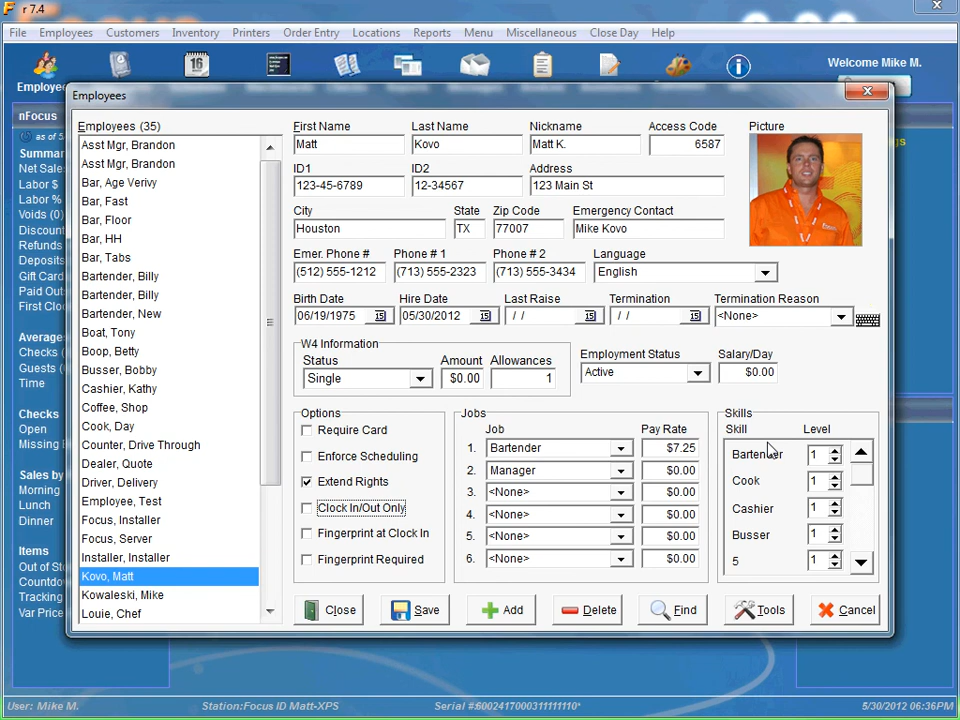 F r 7.4
File Employees Customers Inventory Printers Order Entry Locations Reports Menu Miscellaneous Close Day Help
16
Welcome Mike M.
Employees
nFocus
as of 5
Summar
Net Sale
Labor $
Labor %
Voids (0)
Discount
Refunds
Deposits
Gift Card
Paid Out
First Cloc
Average
Checks (
Guests (
Time
Checks
Open
Missing
Sales by
Morning
Lunch
Dinner
Items
Out of Sto
Countdo
Tracking
Var Price
Employees
Employees (35)
Asst Mgr, Brandon
Asst Mgr, Brandon
Bar, Age Verivy
Bar, Fast
Bar, Floor
Bar, HH
Bar, Tabs
Bartender, Billy
Bartender, Billy
Bartender, New
Boat, Tony
Boop, Betty
Busser, Bobby
Cashier, Kathy
Coffee, Shop
Cook, Day
Counter, Drive Through
Dealer, Quote
Driver, Delivery
Employee, Test
Focus, Installer
Focus, Server
Installer, Installer
Kovo, Matt
Kowaleski, Mike
Louie, Chef
First Name Last Name Nickname Access Code Picture
Matt Kovo Matt K. 6587
ID1 ID2 Address
123-45-6789 12-34567 123 Main St
City State Zip Code Emergency Contact
Houston TX 77007 Mike Kovo
Emer. Phone # Phone # 1 Phone # 2 Language
(512) 555-1212 (713) 555-2323 (713) 555-3434 English
Birth Date Hire Date Last Raise Termination Termination Reason
06/19/1975 15 05/30/2012 15 / / 15 / / 15 <None>
W4 Information
Status Amount Allowances Employment Status Salary/Day
Single $0.00 1 Active $0.00
Options
Require Card
Enforce Scheduling
Extend Rights
Clock In/Out Only
Fingerprint at Clock In
Fingerprint Required
Jobs
Job Pay Rate
1. Bartender $7.25
2. Manager $0.00
3. <None> $0.00
4. <None> $0.00
5. <None> $0.00
6. <None> $0.00
Skills
Skill Level
Bartender 1
Cook 1
Cashier 1
Busser 1
5 1
Close Save Add Delete Find Tools Cancel
User: Mike M. Station:Focus ID Matt-XPS Serial #:6002417000311111110* 5/30/2012 06:36PM